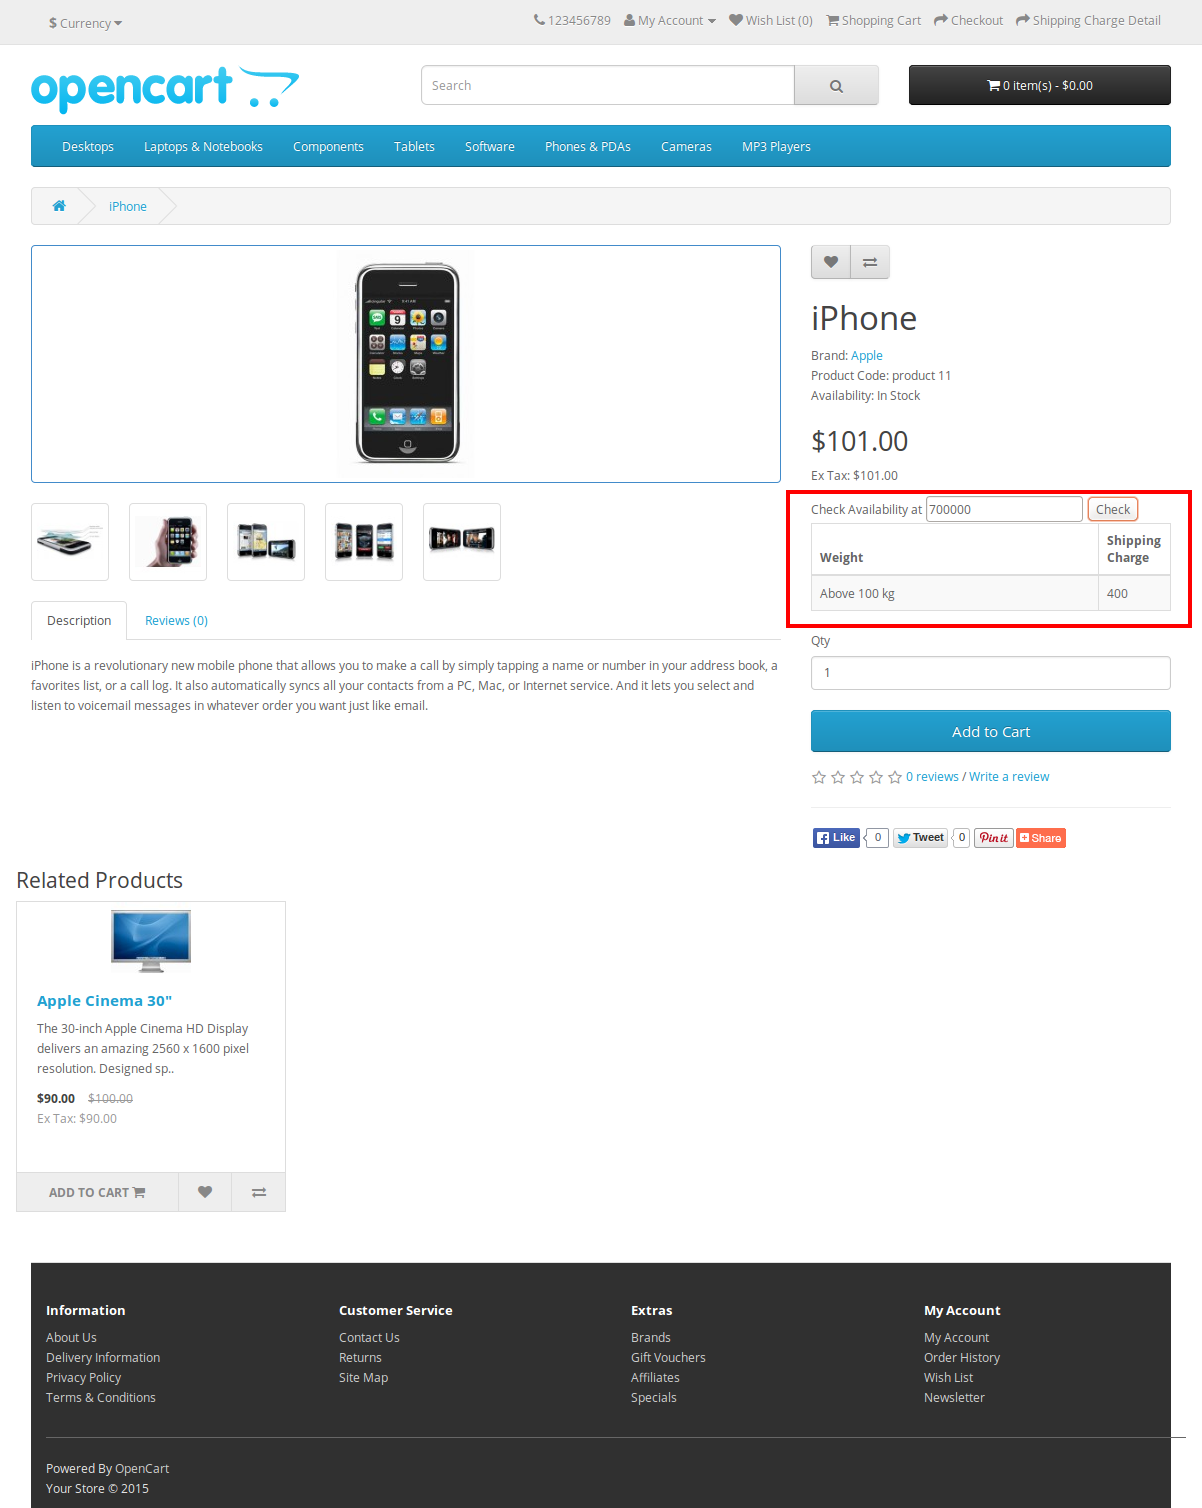 $ Currency
123456789 My Account Wish List (0) Shopping Cart Checkout Shipping Charge Detail
opencart
Search
0 item(s) - $0.00
Desktops Laptops & Notebooks Components Tablets Software Phones & PDAs Cameras MP3 Players
iPhone
iPhone
Brand: Apple
Product Code: product 11
Availability: In Stock
$101.00
Ex Tax: $101.00
Check Availability at 700000 Check
Weight Shipping Charge
Above 100 kg 400
Qty
1
Add to Cart
0 reviews / Write a review
Like 0 Tweet 0 Pin it Share
Description Reviews (0)
iPhone is a revolutionary new mobile phone that allows you to make a call by simply tapping a name or number in your address book, a
favorites list, or a call log. It also automatically syncs all your contacts from a PC, Mac, or Internet service. And it lets you select and
listen to voicemail messages in whatever order you want just like email.
Related Products
Apple Cinema 30"
The 30-inch Apple Cinema HD Display
delivers an amazing 2560 x 1600 pixel
resolution. Designed sp..
$90.00 $100.00
Ex Tax: $90.00
ADD TO CART
Information
About Us
Delivery Information
Privacy Policy
Terms & Conditions
Customer Service
Contact Us
Returns
Site Map
Extras
Brands
Gift Vouchers
Affiliates
Specials
My Account
My Account
Order History
Wish List
Newsletter
Powered By OpenCart
Your Store © 2015